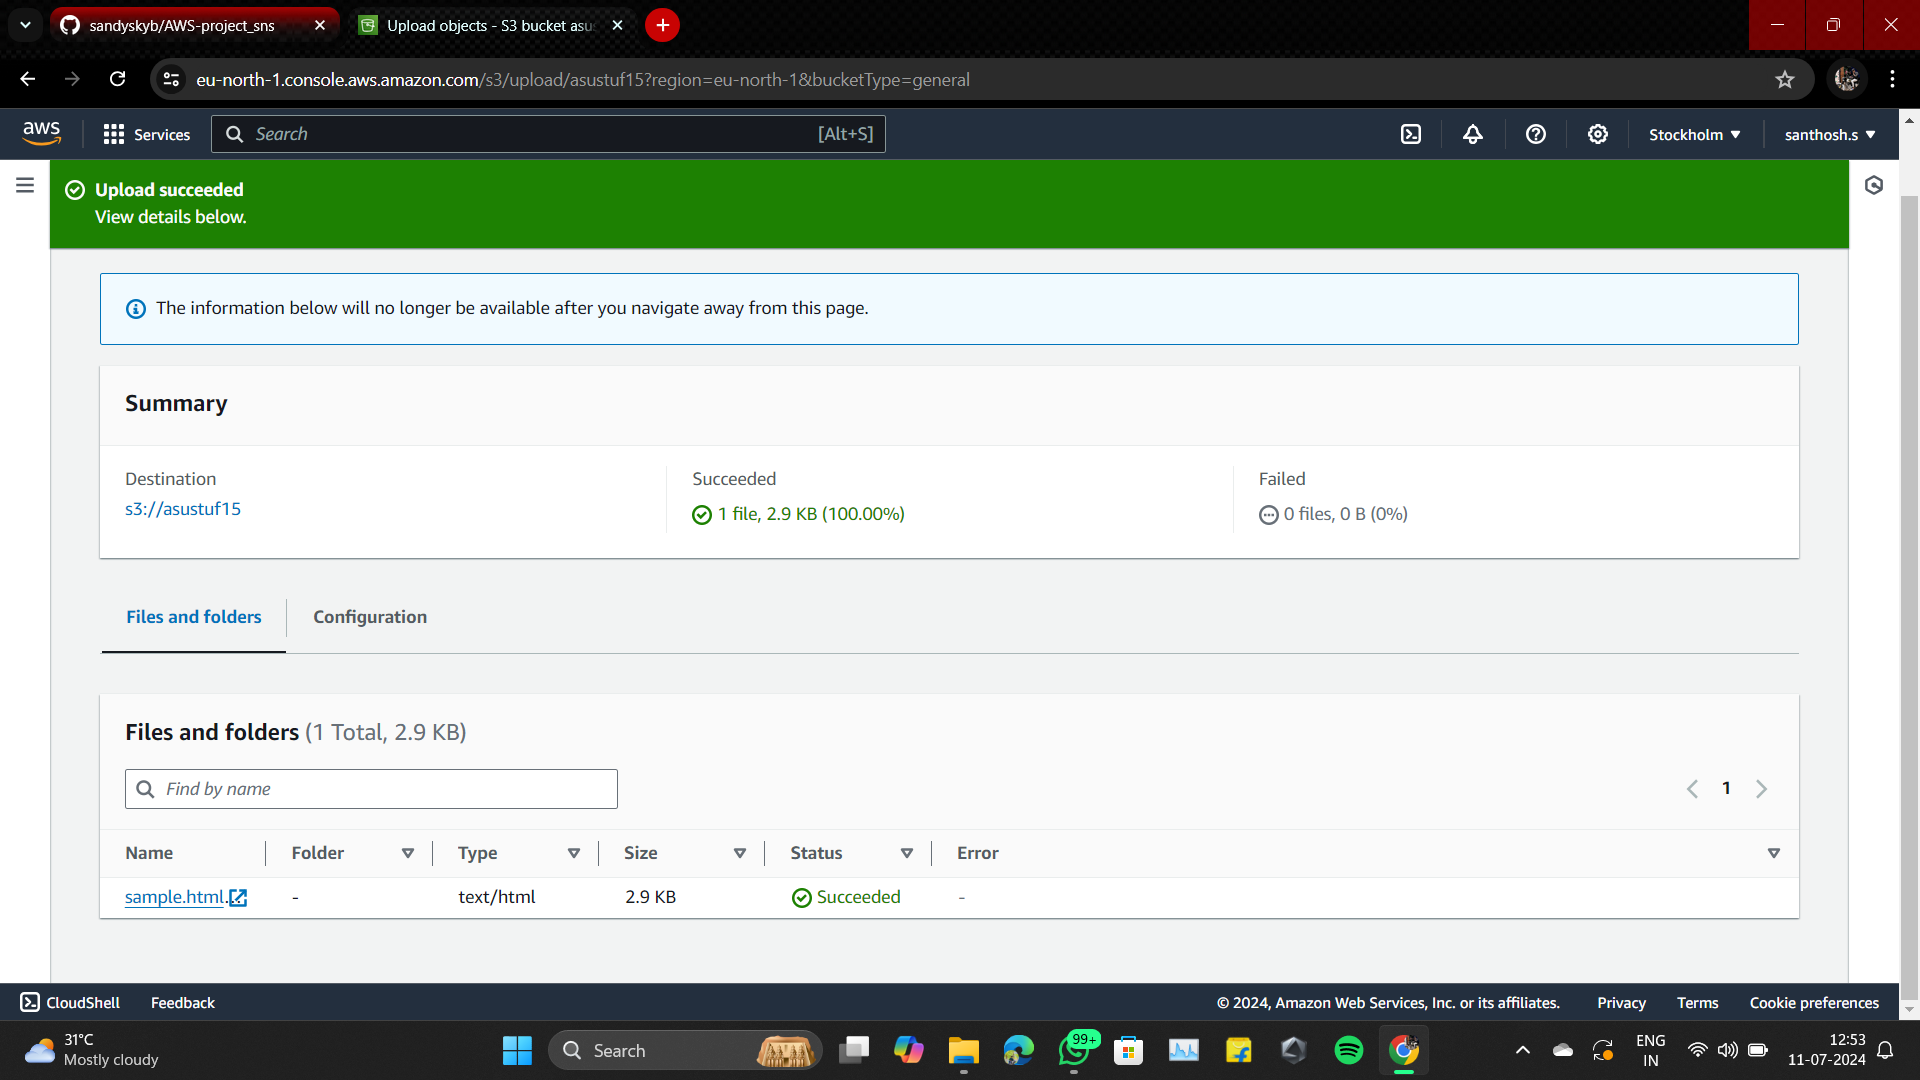 sandyskyb/AWS-project_sns
Upload objects - S3 bucket asu
eu-north-1.console.aws.amazon.com/s3/upload/asustuf15?region=eu-north-1&bucketType=general
aws
Services
Search
[Alt+S]
Stockholm
santhosh.s
Upload succeeded
View details below.
The information below will no longer be available after you navigate away from this page.
Summary
Destination
s3://asustuf15
Succeeded
1 file, 2.9 KB (100.00%)
Failed
0 files, 0 B (0%)
Files and folders
Configuration
Files and folders (1 Total, 2.9 KB)
Find by name
1
Name
Folder
Type
Size
Status
Error
sample.html.
-
text/html
2.9 KB
Succeeded
-
CloudShell
Feedback
© 2024, Amazon Web Services, Inc. or its affiliates.
Privacy
Terms
Cookie preferences
31°C
Mostly cloudy
Search
99+
ENG
IN
12:53
11-07-2024